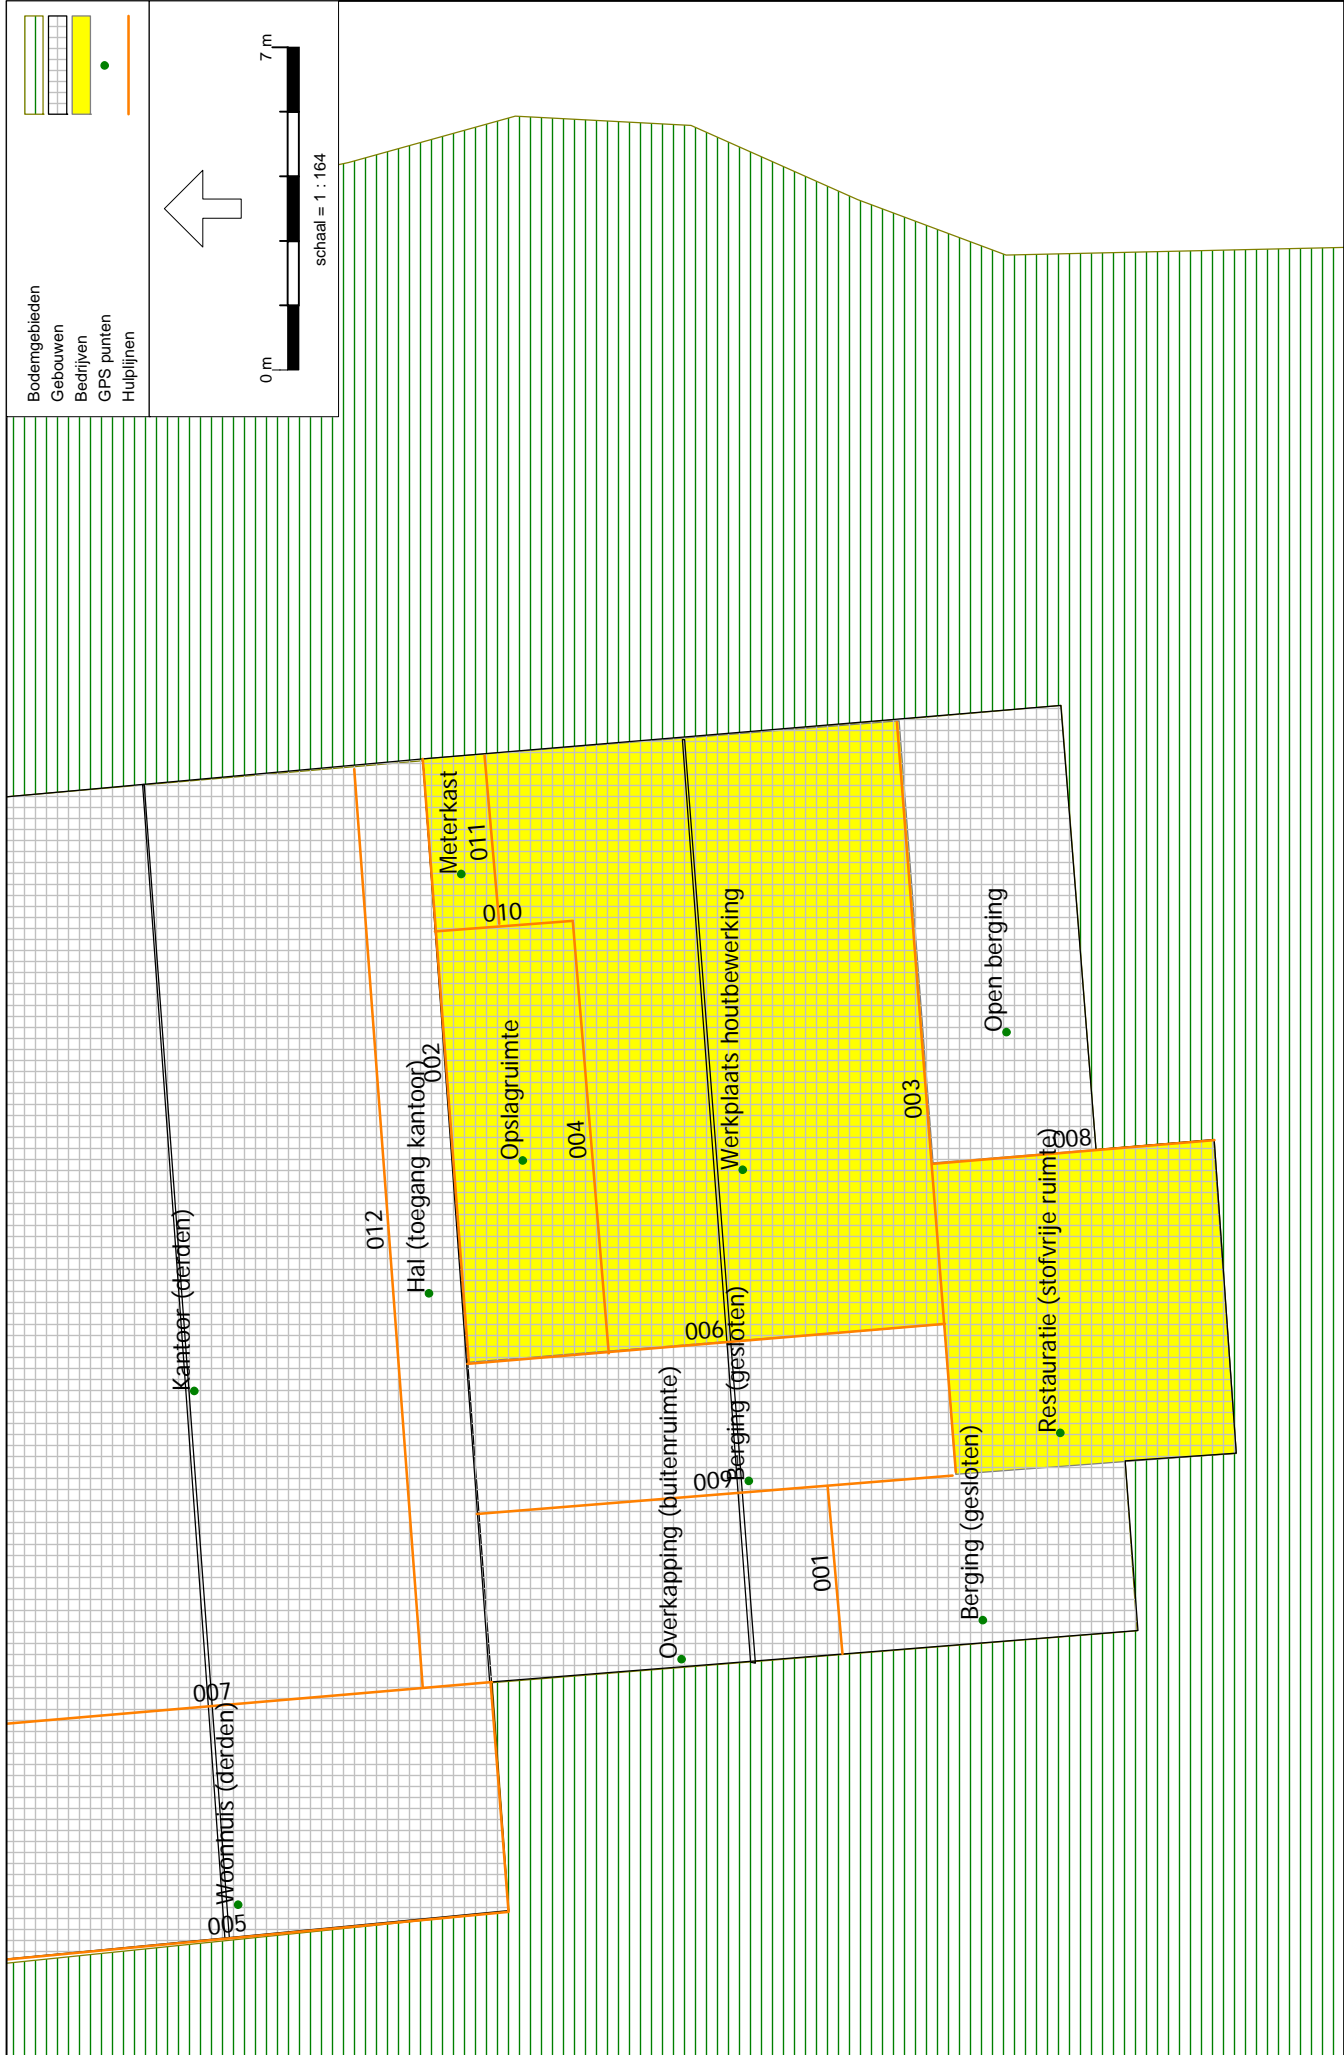 Bodemgebieden
Gebouwen
Bedrijven
GPS punten
Hulplijnen
0 m
7 m
schaal = 1 : 164
Kantoor (derden)
Woonhuis (derden)
005
007
012
Hal (toegang kantoor)
002
Meterkast
011
010
Opslagruimte
004
Werkplaats houtbewerking
006
Berging (gesloten)
009
Overkapping (buitenruimte)
001
003
Open berging
008
Restauratie (stofvrije ruimte)
Berging (gesloten)